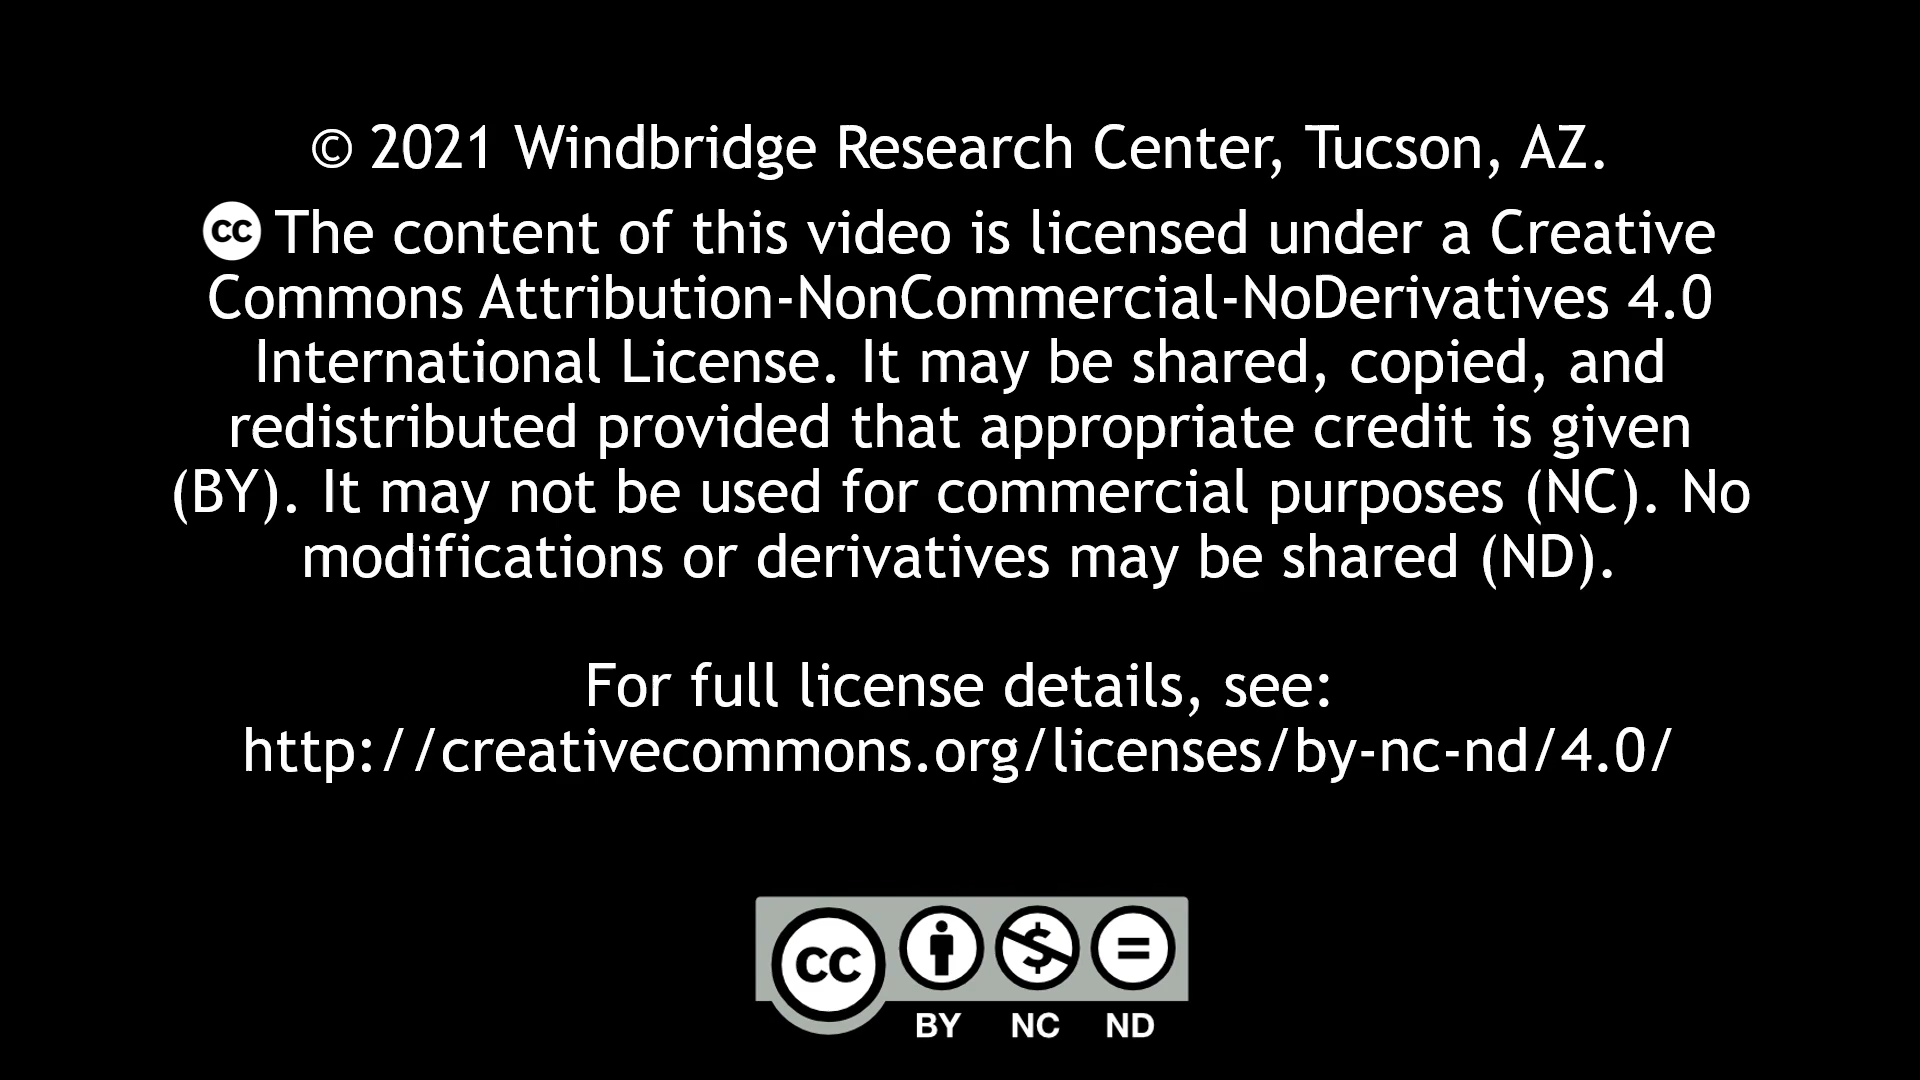 © 2021 Windbridge Research Center, Tucson, AZ.
cc The content of this video is licensed under a Creative
Commons Attribution-NonCommercial-NoDerivatives 4.0
International License. It may be shared, copied, and
redistributed provided that appropriate credit is given
(BY). It may not be used for commercial purposes (NC). No
modifications or derivatives may be shared (ND).
For full license details, see:
http://creativecommons.org/licenses/by-nc-nd/4.0/
cc $ =
BY NC ND